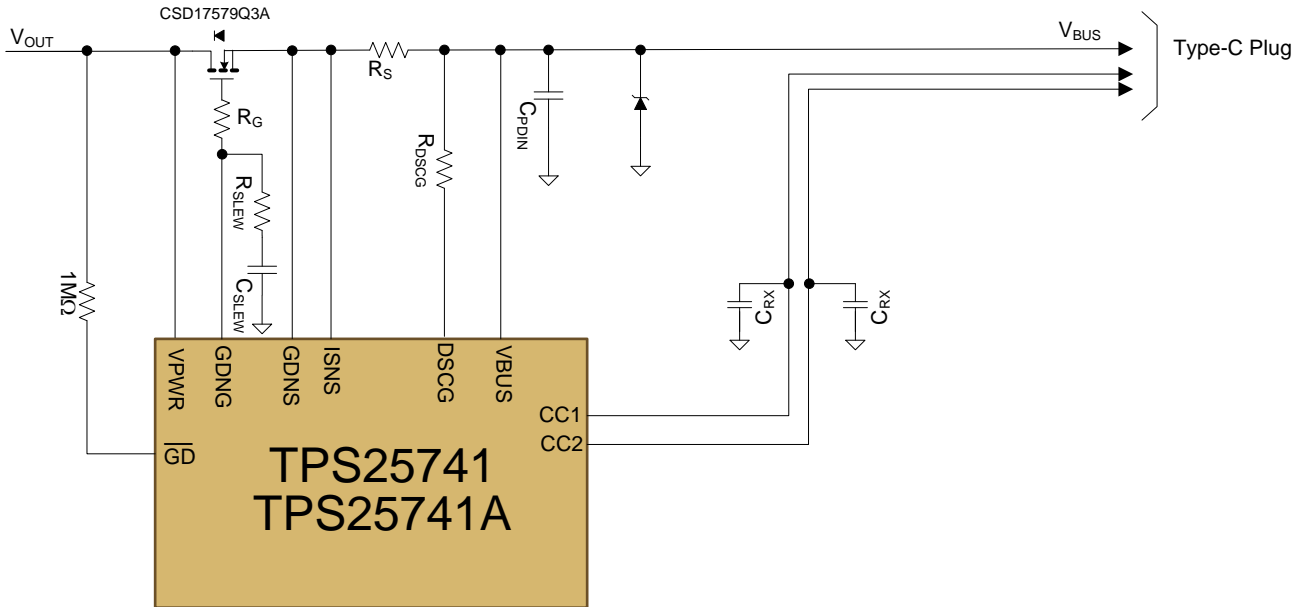 CSD17579Q3A
VOUT
VBUS
Type-C Plug
RS
RG
CPDIN
RDSCG
RSLEW
1MΩ
CSLEW
CRX
CRX
VPWR
GDNG
GDNS
ISNS
DSCG
VBUS
CC1
CC2
GD
TPS25741
TPS25741A